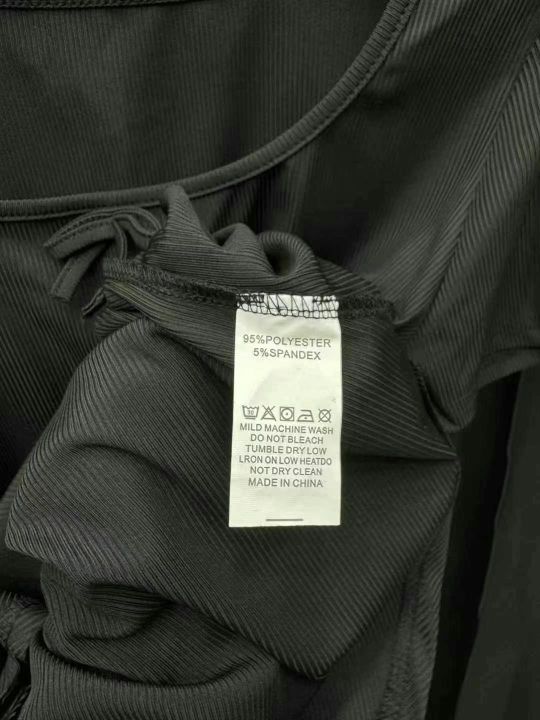 95%POLYESTER
5%SPANDEX
MILD MACHINE WASH
DO NOT BLEACH
TUMBLE DRY LOW
LRON ON LOW HEATDO
NOT DRY CLEAN
MADE IN CHINA